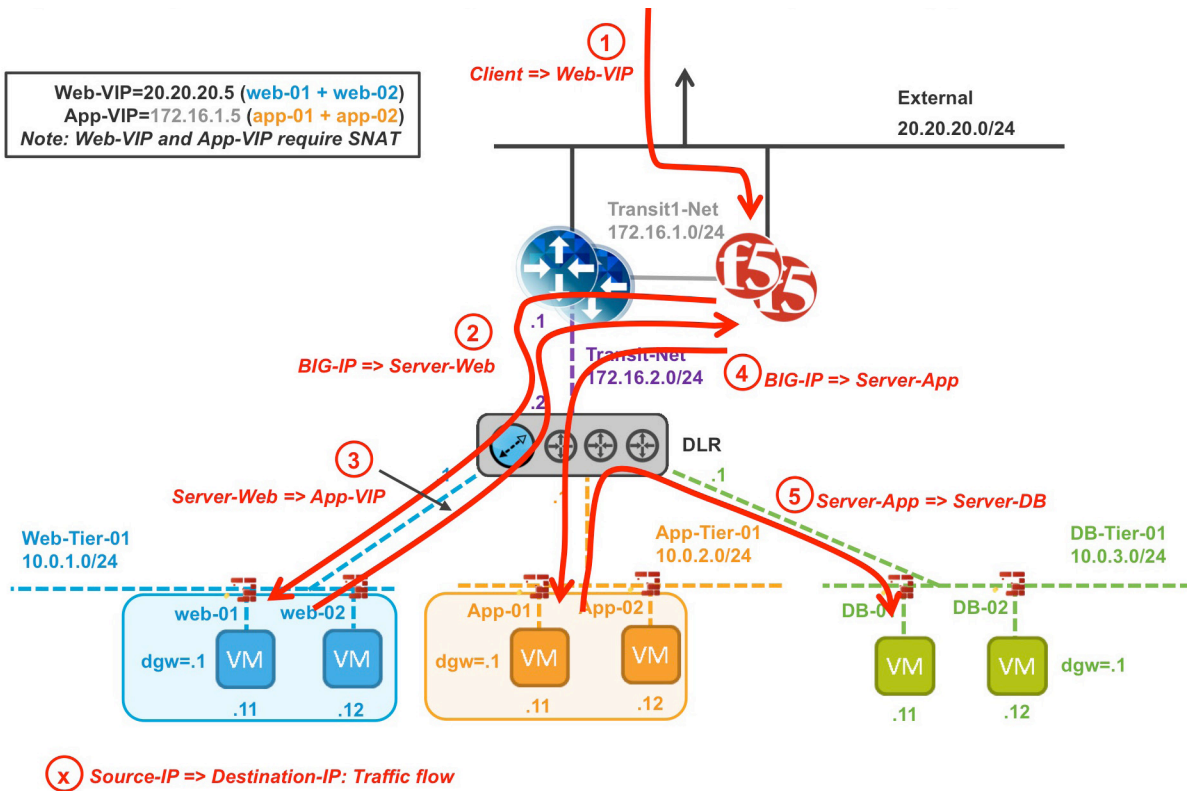 1
Client => Web-VIP
Web-VIP=20.20.20.5 (web-01 + web-02)
App-VIP=172.16.1.5 (app-01 + app-02)
Note: Web-VIP and App-VIP require SNAT
External
20.20.20.0/24
Transit1-Net
172.16.1.0/24
f5
f5
.1
2
BIG-IP => Server-Web
Transit-Net
172.16.2.0/24
4
BIG-IP => Server-App
.2
DLR
3
Server-Web => App-VIP
.1
5
Server-App => Server-DB
Web-Tier-01
10.0.1.0/24
App-Tier-01
10.0.2.0/24
DB-Tier-01
10.0.3.0/24
web-01
web-02
App-01
App-02
DB-0
DB-02
dgw=.1
VM
VM
dgw=.1
VM
VM
VM
VM
dgw=.1
.11
.12
.11
.12
.11
.12
x
Source-IP => Destination-IP: Traffic flow